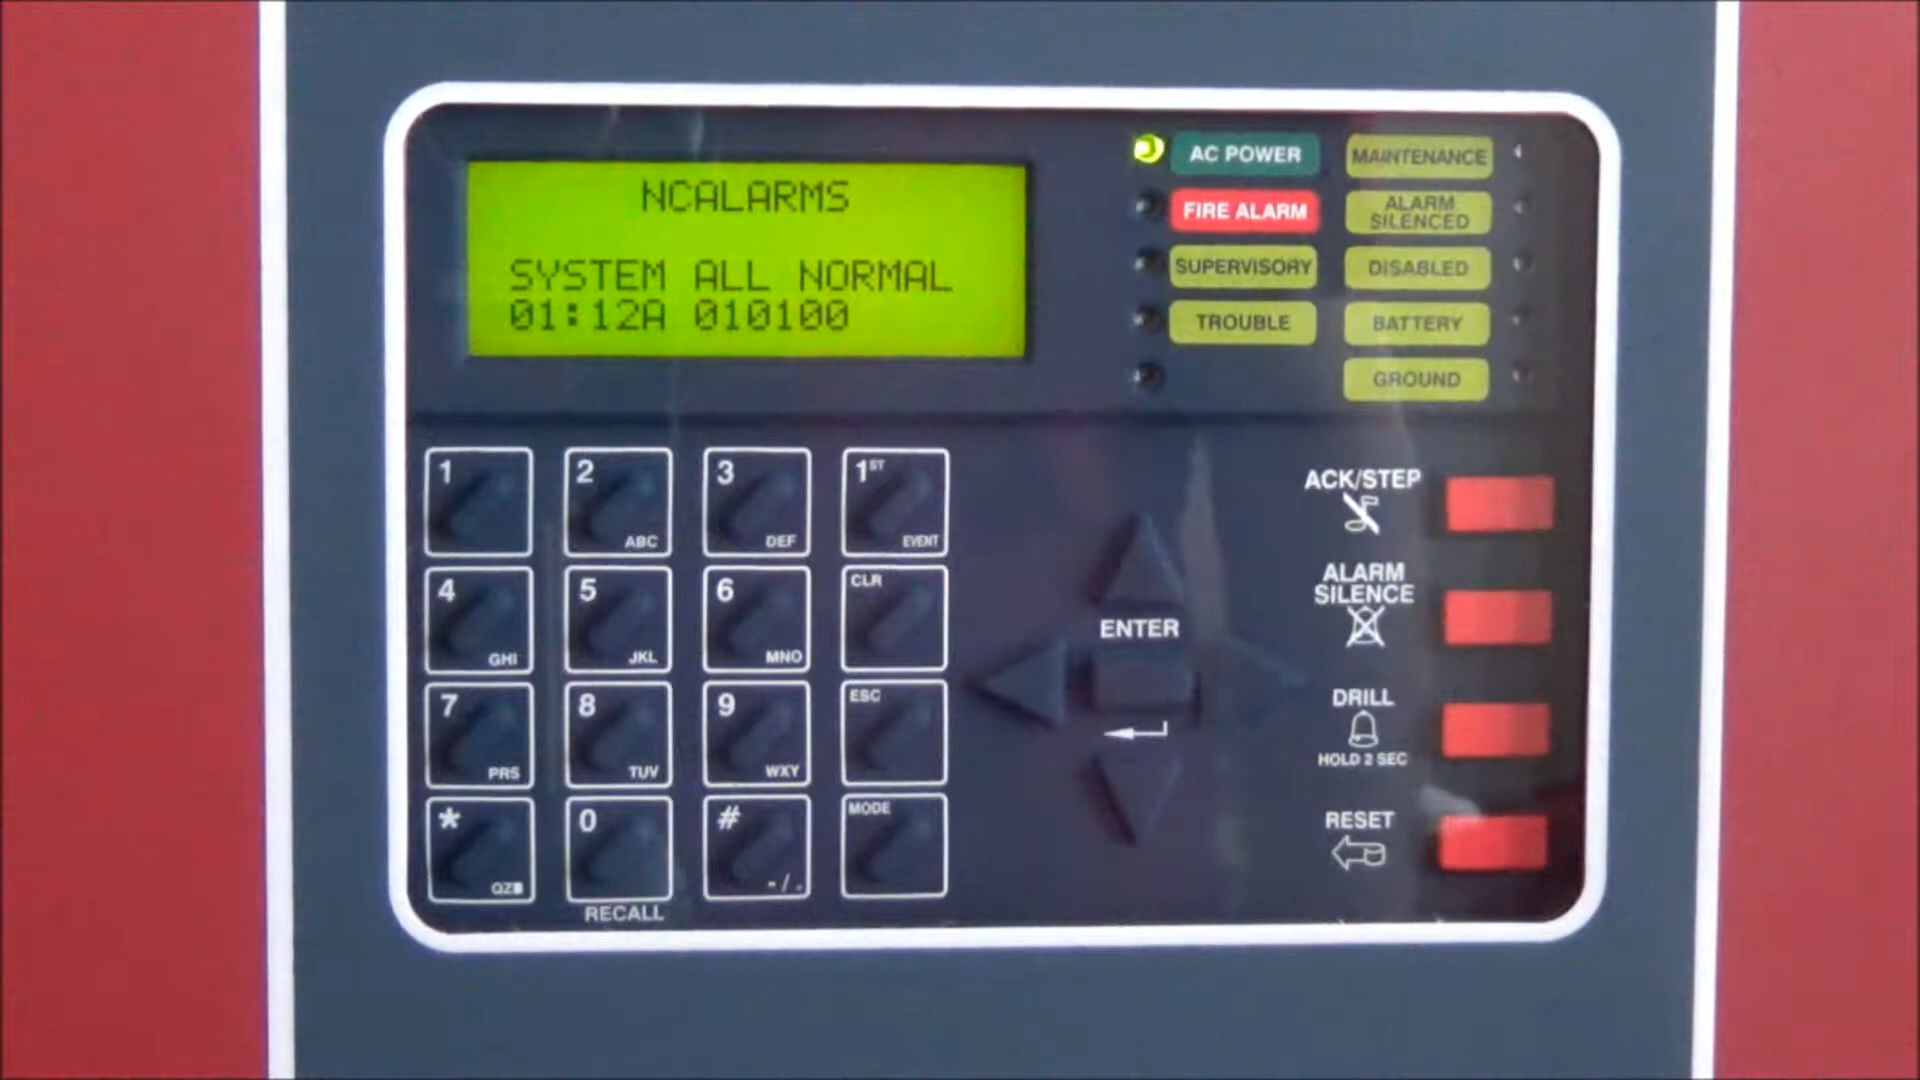 NCALARMS
SYSTEM ALL NORMAL
01:12A 010100
AC POWER
FIRE ALARM
SUPERVISORY
TROUBLE
MAINTENANCE
ALARM
SILENCED
DISABLED
BATTERY
GROUND
1
2
ABC
3
DEF
1ST
EVENT
4
GHI
5
JKL
6
MNO
CLR
7
PRS
8
TUV
9
WXY
ESC
*
QZ
0
RECALL
#
- / .
MODE
ENTER
ACK/STEP
ALARM
SILENCE
DRILL
HOLD 2 SEC
RESET